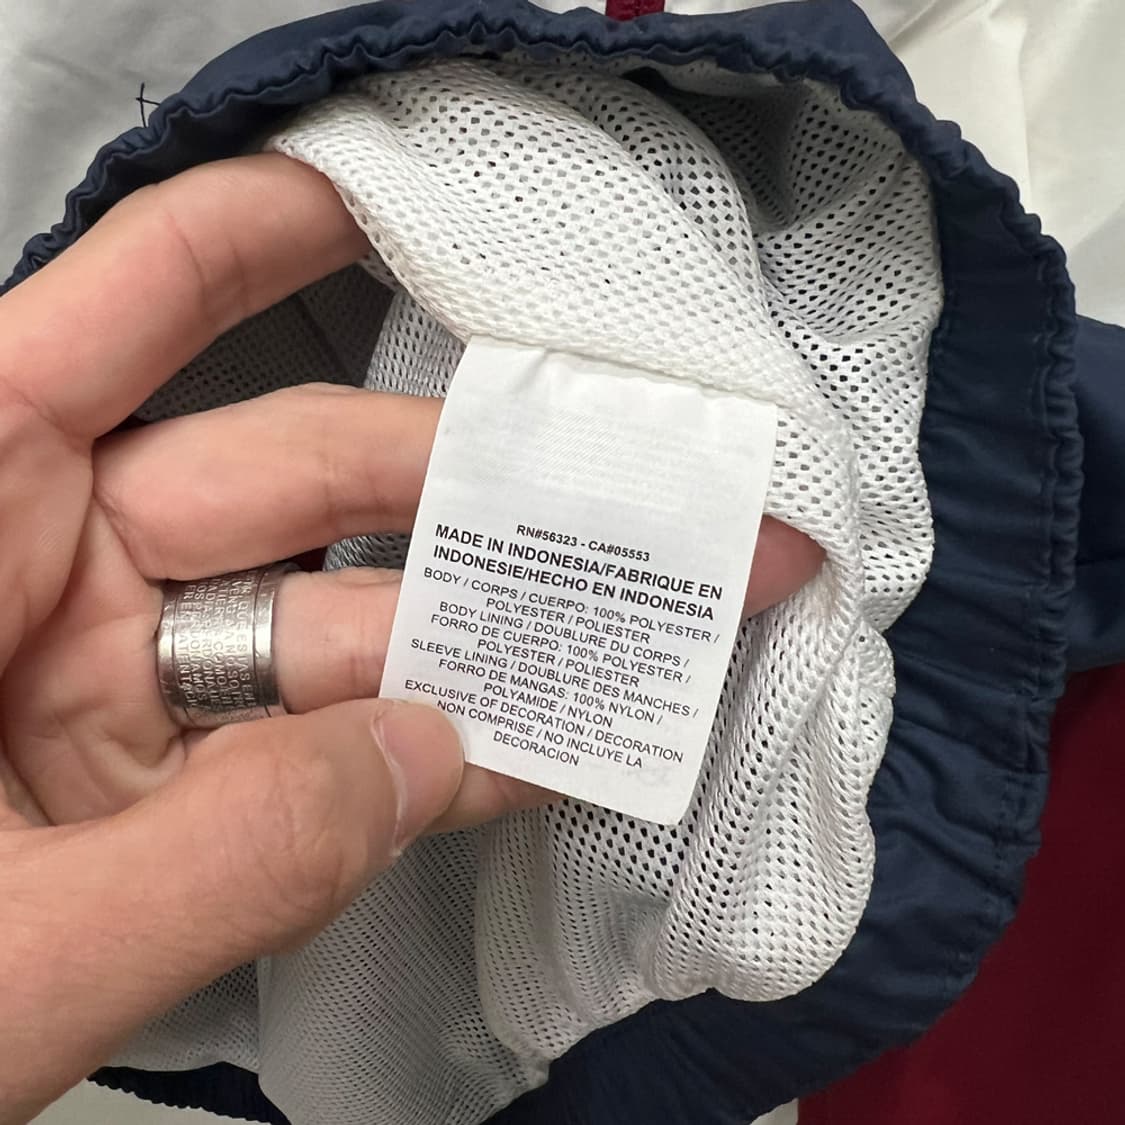 RN#56323 - CA#05553
MADE IN INDONESIA/FABRIQUE EN
INDONESIE/HECHO EN INDONESIA
BODY / CORPS / CUERPO: 100% POLYESTER /
POLYESTER / POLIESTER
BODY LINING / DOUBLURE DU CORPS /
FORRO DE CUERPO: 100% POLYESTER /
POLYESTER / POLIESTER
SLEEVE LINING / DOUBLURE DES MANCHES /
FORRO DE MANGAS: 100% NYLON /
POLYAMIDE / NYLON
EXCLUSIVE OF DECORATION / DECORATION
NON COMPRISE / NO INCLUYE LA
DECORACION